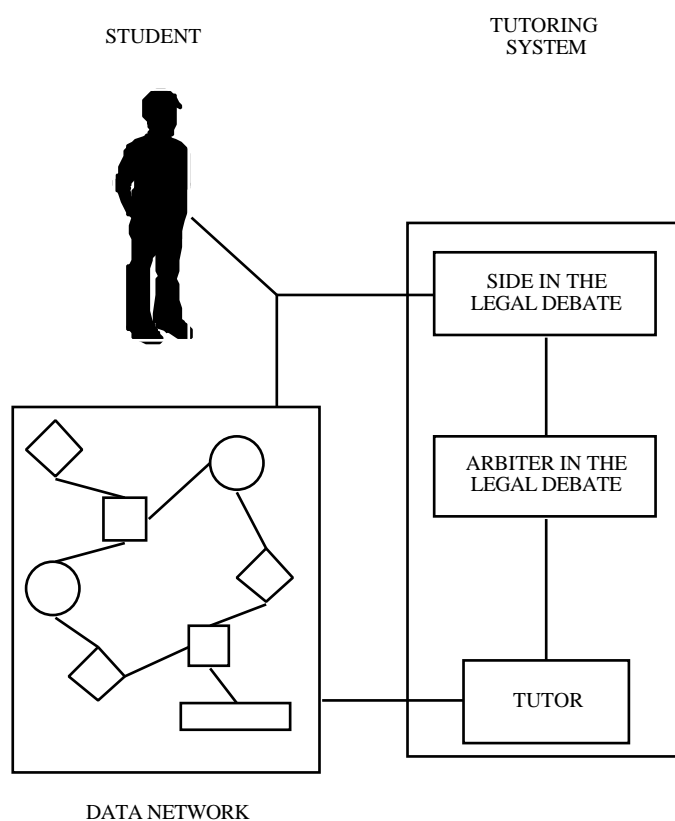 STUDENT
TUTORING
SYSTEM
SIDE IN THE
LEGAL DEBATE
ARBITER IN THE
LEGAL DEBATE
TUTOR
DATA NETWORK